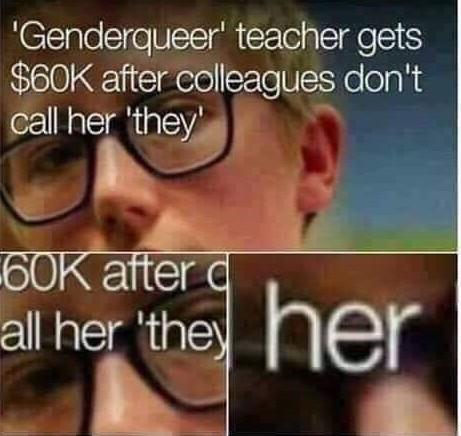 'Genderqueer' teacher gets
$60K after colleagues don't
call her 'they'
60K after c
all her 'they
her